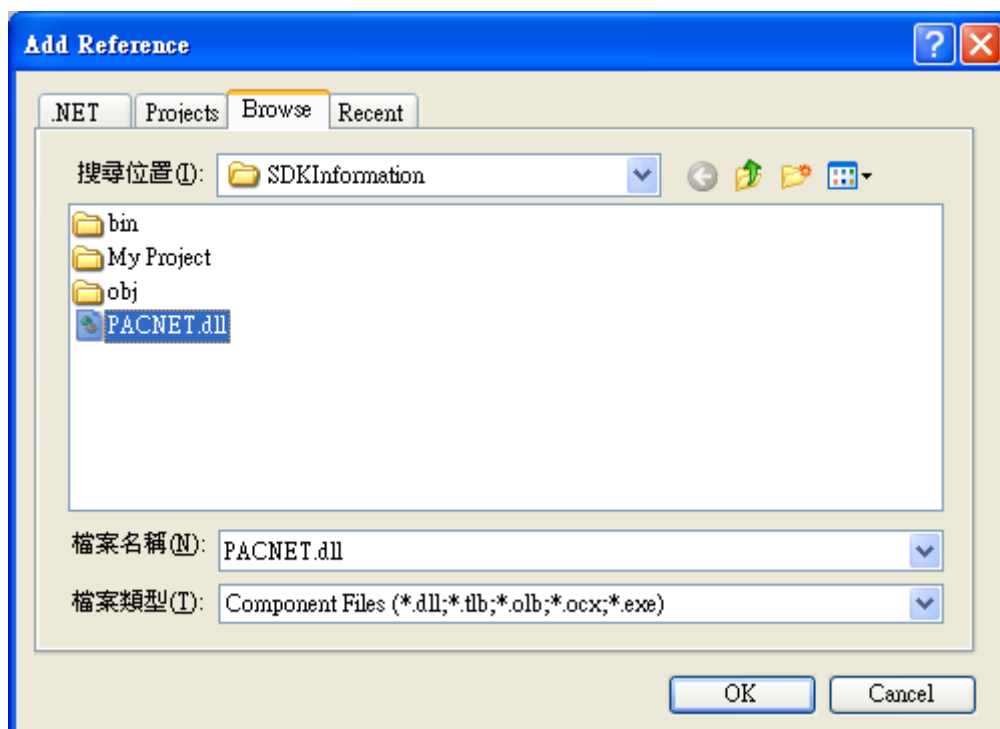 Add Reference
.NET Projects Browse Recent
搜尋位置(I): SDKInformation
bin
My Project
obj
PACNET.dll
檔案名稱(N): PACNET.dll
檔案類型(T): Component Files (*.dll;*.tlb;*.olb;*.ocx;*.exe)
OK Cancel